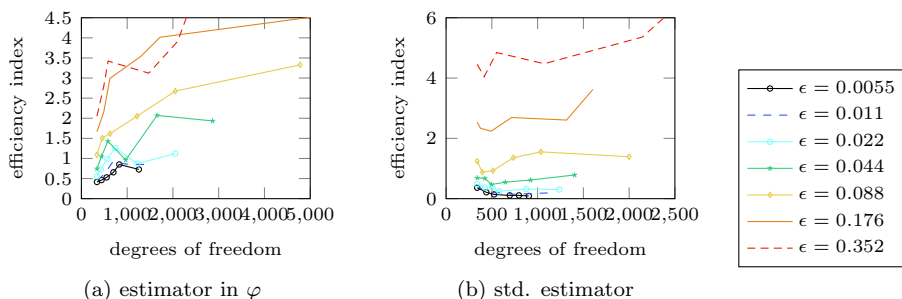 efficiency index
4.5
4
3.5
3
2.5
2
1.5
1
0.5
0
0
1,000
2,000
3,000
4,000
5,000
degrees of freedom
(a) estimator in φ
efficiency index
6
4
2
0
0
500
1,000
1,500
2,000
2,500
degrees of freedom
(b) std. estimator
ϵ = 0.0055
ϵ = 0.011
ϵ = 0.022
ϵ = 0.044
ϵ = 0.088
ϵ = 0.176
ϵ = 0.352